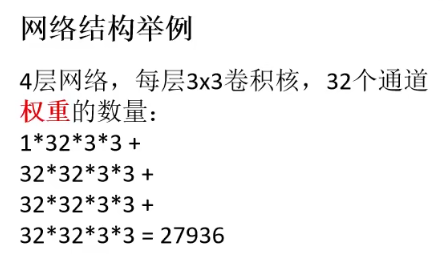 网络结构举例
4层网络，每层3x3卷积核，32个通道
权重的数量：
1*32*3*3 +
32*32*3*3 +
32*32*3*3 +
32*32*3*3 = 27936